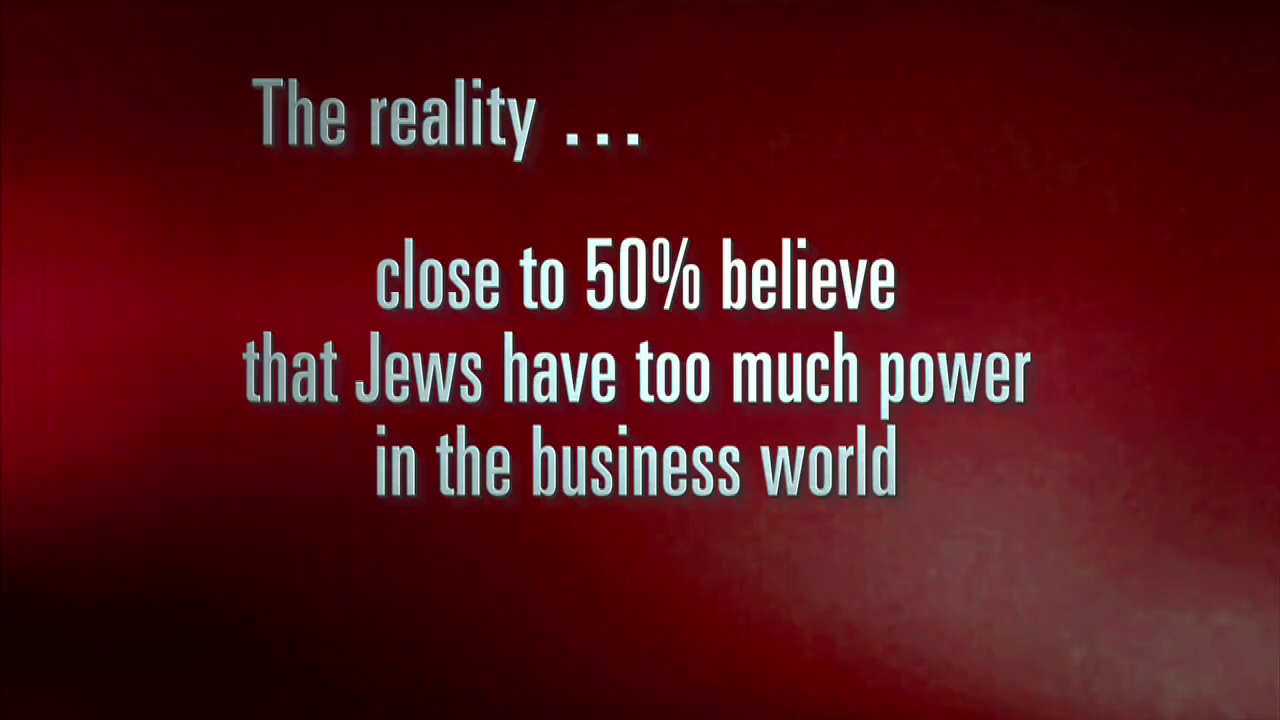 The reality ...
close to 50% believe
that Jews have too much power
in the business world